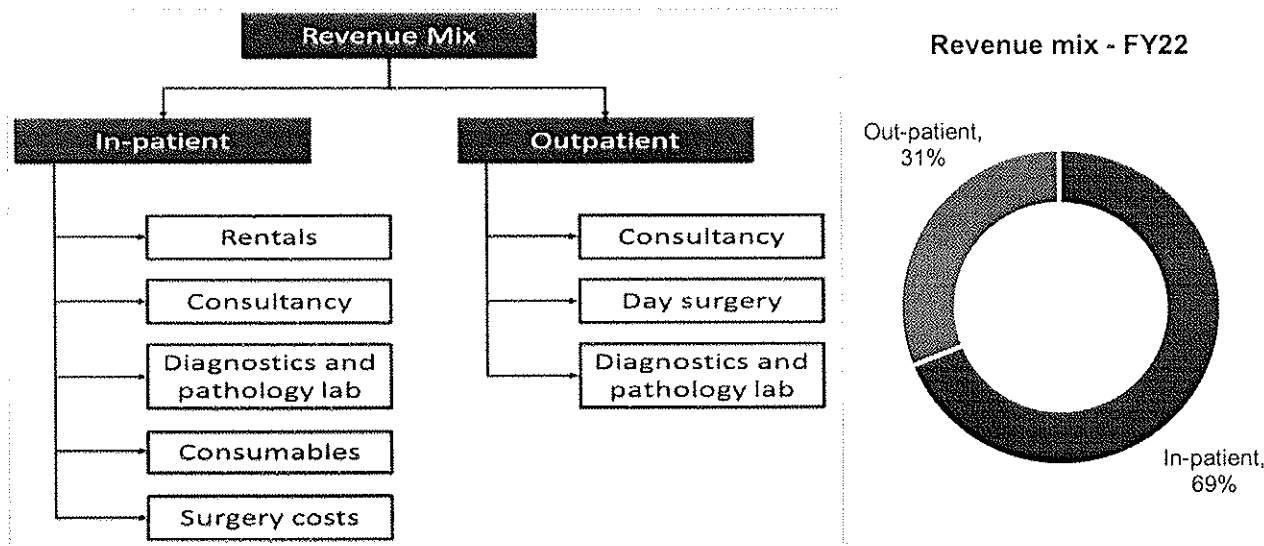 Revenue Mix
In-patient
Rentals
Consultancy
Diagnostics and
pathology lab
Consumables
Surgery costs
Outpatient
Consultancy
Day surgery
Diagnostics and
pathology lab
Revenue mix - FY22
Out-patient,
31%
In-patient,
69%